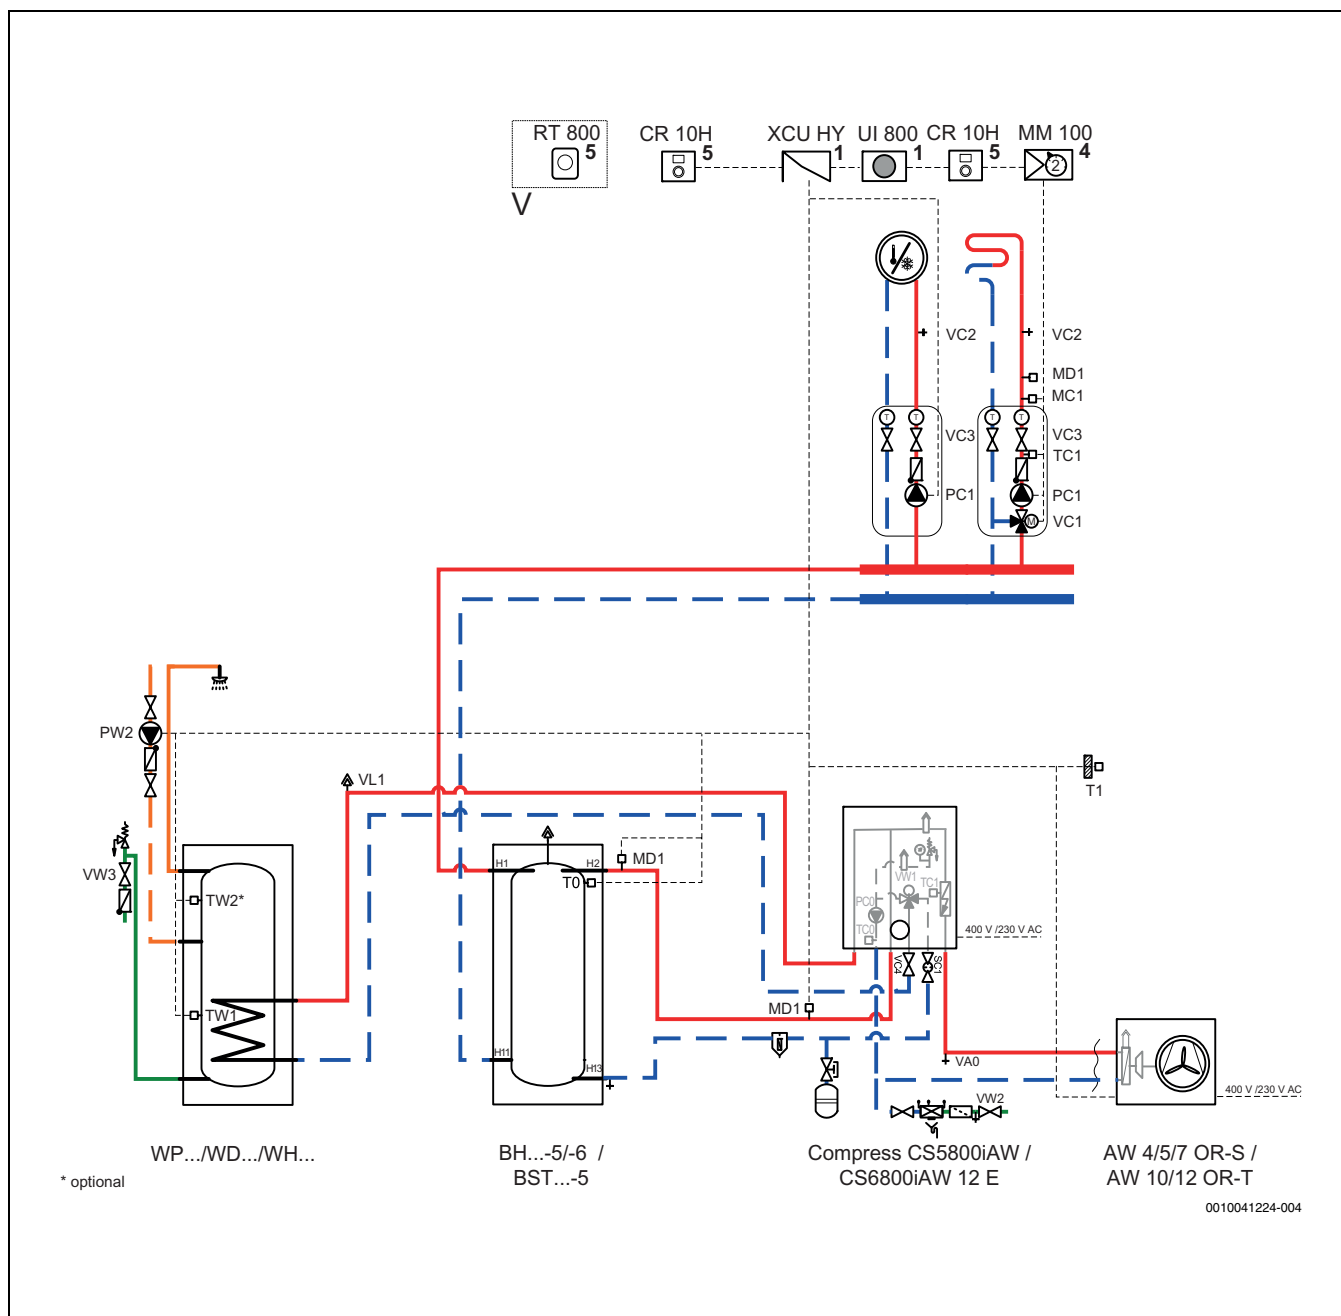 RT 800
5
CR 10H
5
XCU HY
1
UI 800
1
CR 10H
5
MM 100
4
2
V
VC2
VC2
MD1
MC1
T
T
T
T
VC3
VC3
TC1
PC1
PC1
M
VC1
PW2
VL1
T1
VW3
TW2*
TW1
H1
H2
MD1
T0
H11
H13
VW1
TC1
PC0
TC0
400 V /230 V AC
VC4
SC1
MD1
VA0
VW2
400 V /230 V AC
WP.../WD.../WH...
BH...-5/-6 /
BST...-5
Compress CS5800iAW /
CS6800iAW 12 E
AW 4/5/7 OR-S /
AW 10/12 OR-T
* optional
0010041224-004